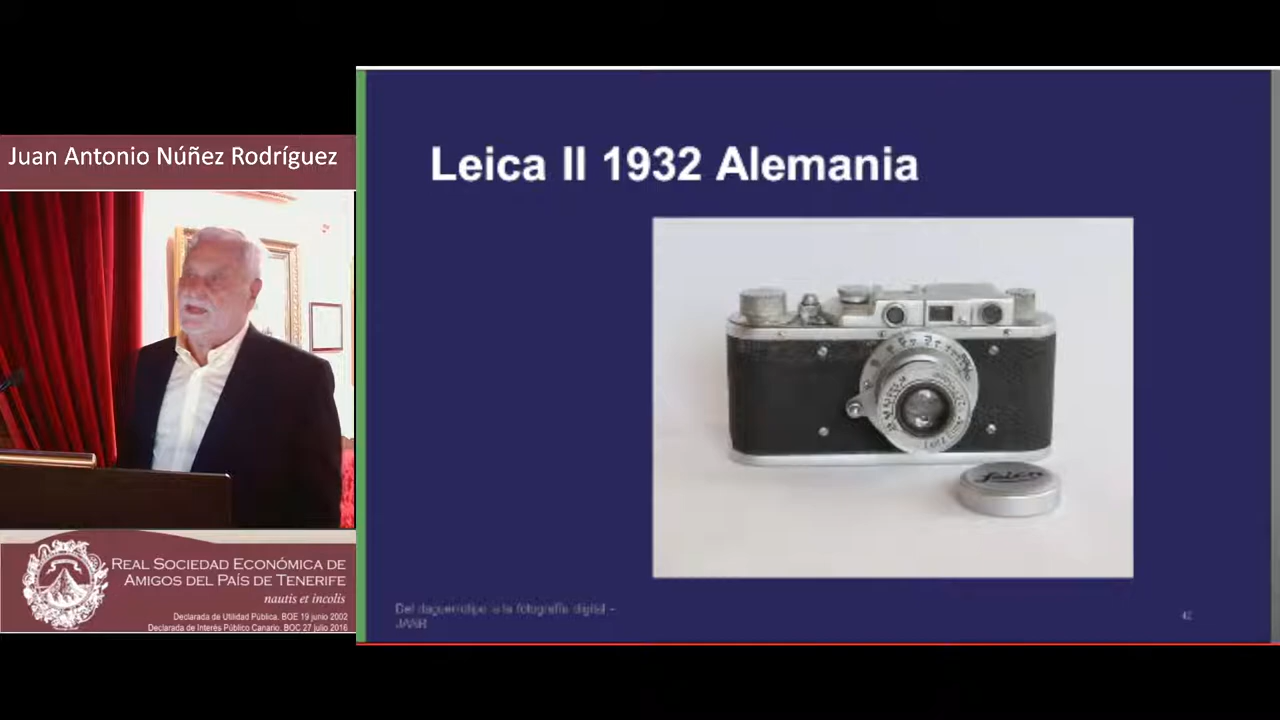 Juan Antonio Núñez Rodríguez
Leica II 1932 Alemania
REAL SOCIEDAD ECONÓMICA DE
AMIGOS DEL PAÍS DE TENERIFE
nautis et incolis
Declarada de Utilidad Pública. BOE 19 junio 2002
Declarada de Interés Público Canario. BOC 27 julio 2016
Del daguerrotipo a la fotografía digital –
JANR
42
Leica